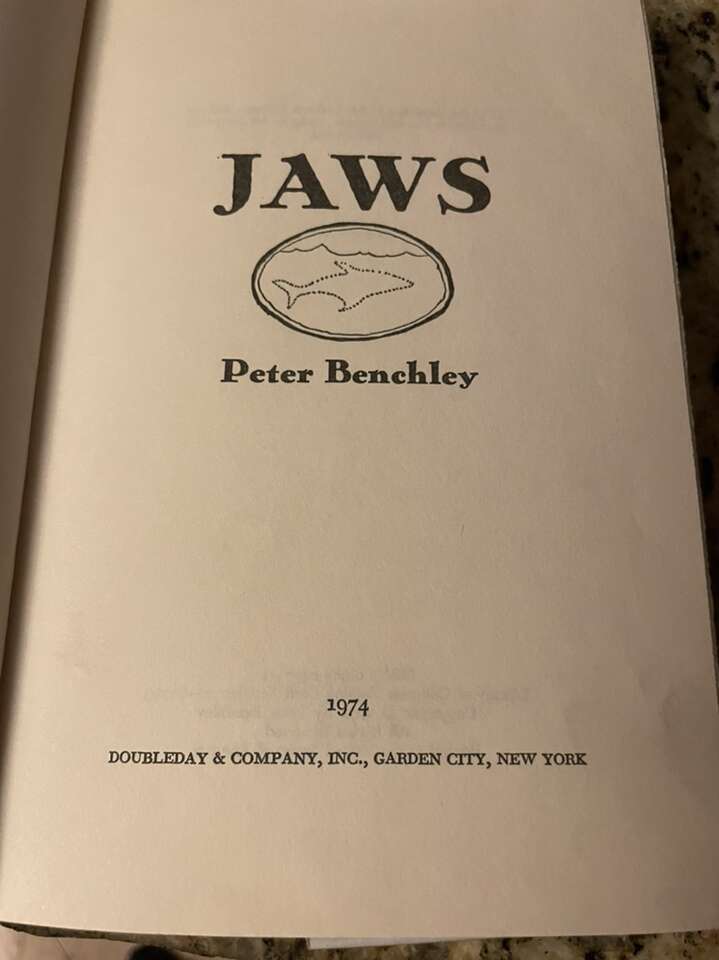 JAWS
Peter Benchley
1974
DOUBLEDAY & COMPANY, INC., GARDEN CITY, NEW YORK